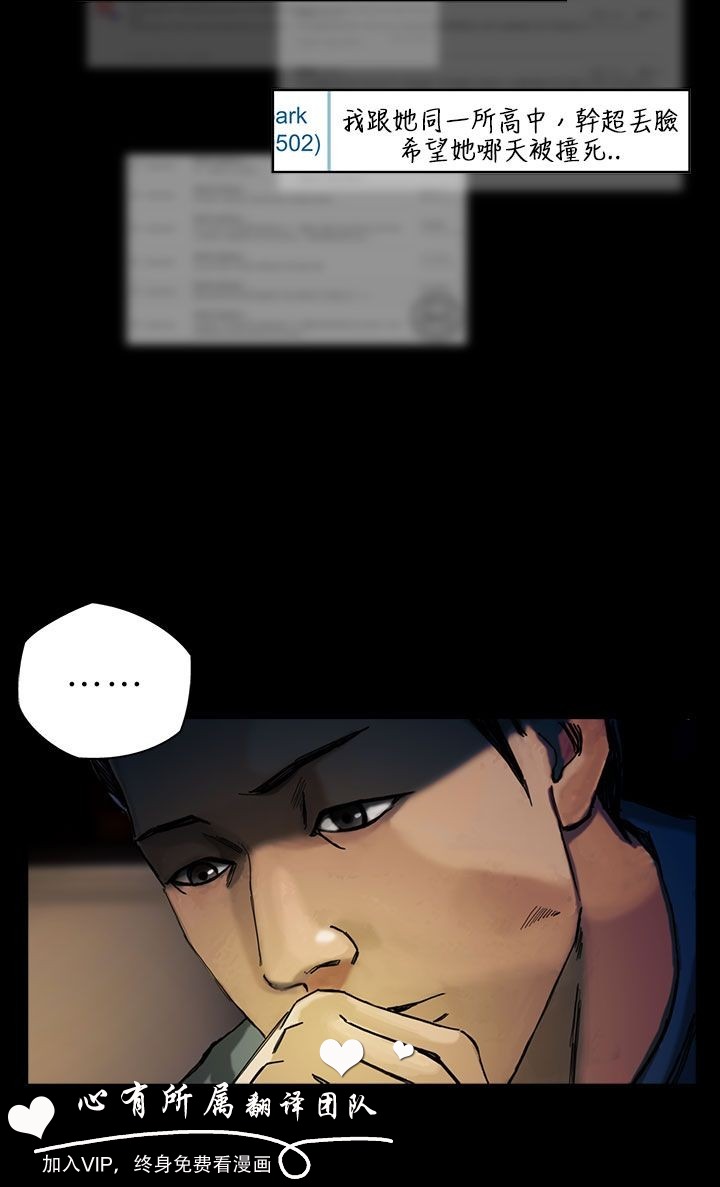 ark
502)
我跟她同一所高中，幹超丟臉
希望她哪天被撞死..
……
心有所属翻译团队
加入VIP，终身免费看漫画